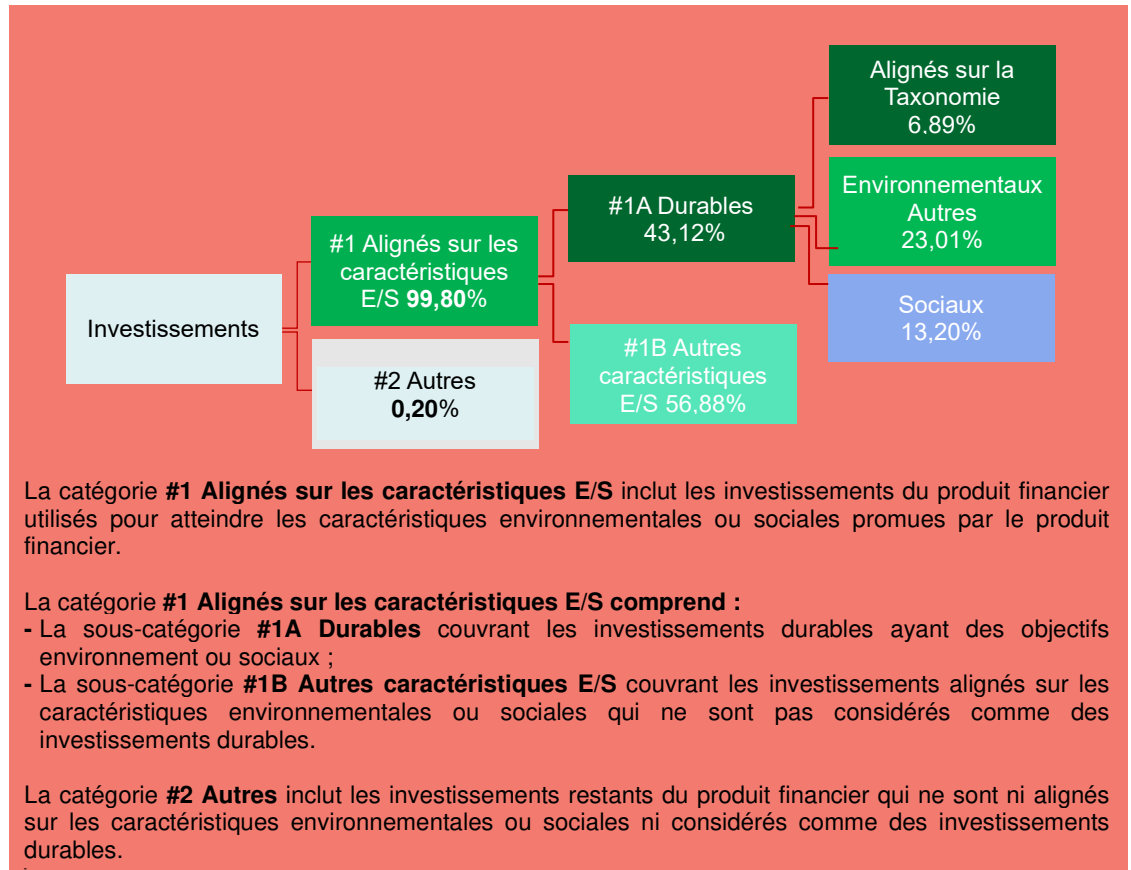 Alignés sur la
Taxonomie
6,89%
#1A Durables
43,12%
Environnementaux
Autres
23,01%
#1 Alignés sur les
caractéristiques
E/S 99,80%
Sociaux
13,20%
Investissements
#1B Autres
caractéristiques
E/S 56,88%
#2 Autres
0,20%
La catégorie #1 Alignés sur les caractéristiques E/S inclut les investissements du produit financier
utilisés pour atteindre les caractéristiques environnementales ou sociales promues par le produit
financier.
La catégorie #1 Alignés sur les caractéristiques E/S comprend :
- La sous-catégorie #1A Durables couvrant les investissements durables ayant des objectifs
environnement ou sociaux ;
- La sous-catégorie #1B Autres caractéristiques E/S couvrant les investissements alignés sur les
caractéristiques environnementales ou sociales qui ne sont pas considérés comme des
investissements durables.
La catégorie #2 Autres inclut les investissements restants du produit financier qui ne sont ni alignés
sur les caractéristiques environnementales ou sociales ni considérés comme des investissements
durables.